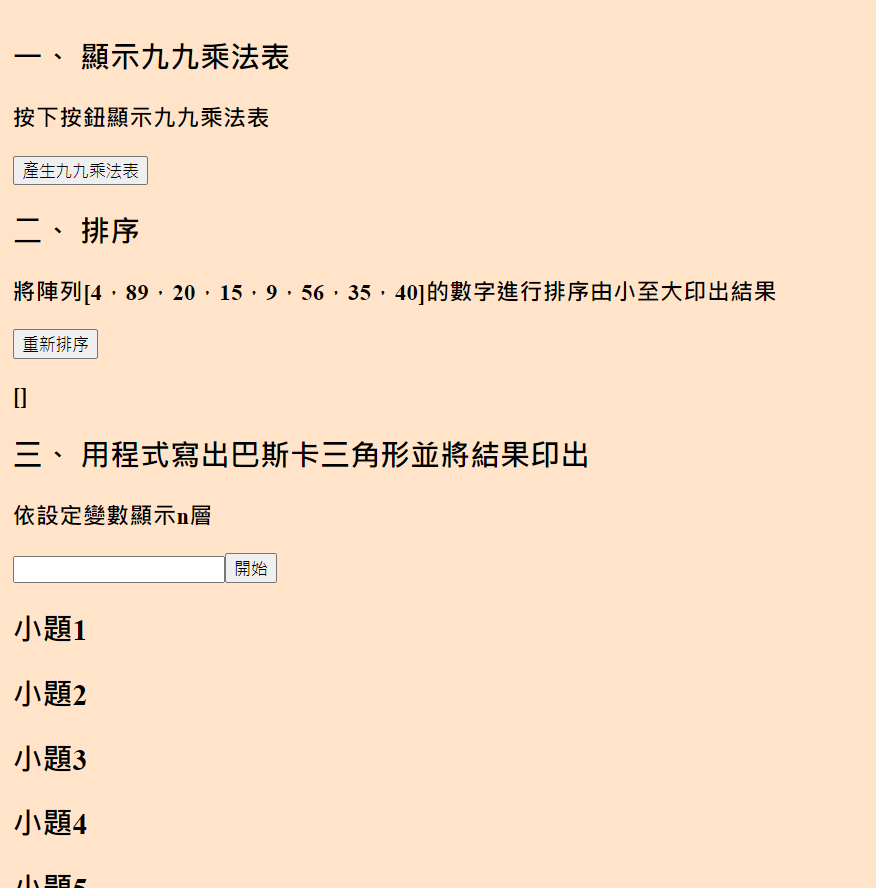 一、 顯示九九乘法表
按下按鈕顯示九九乘法表
產生九九乘法表
二、 排序
將陣列[4，89，20，15，9，56，35，40]的數字進行排序由小至大印出結果
重新排序
[]
三、 用程式寫出巴斯卡三角形並將結果印出
依設定變數顯示n層
開始
小題1
小題2
小題3
小題4
小題5